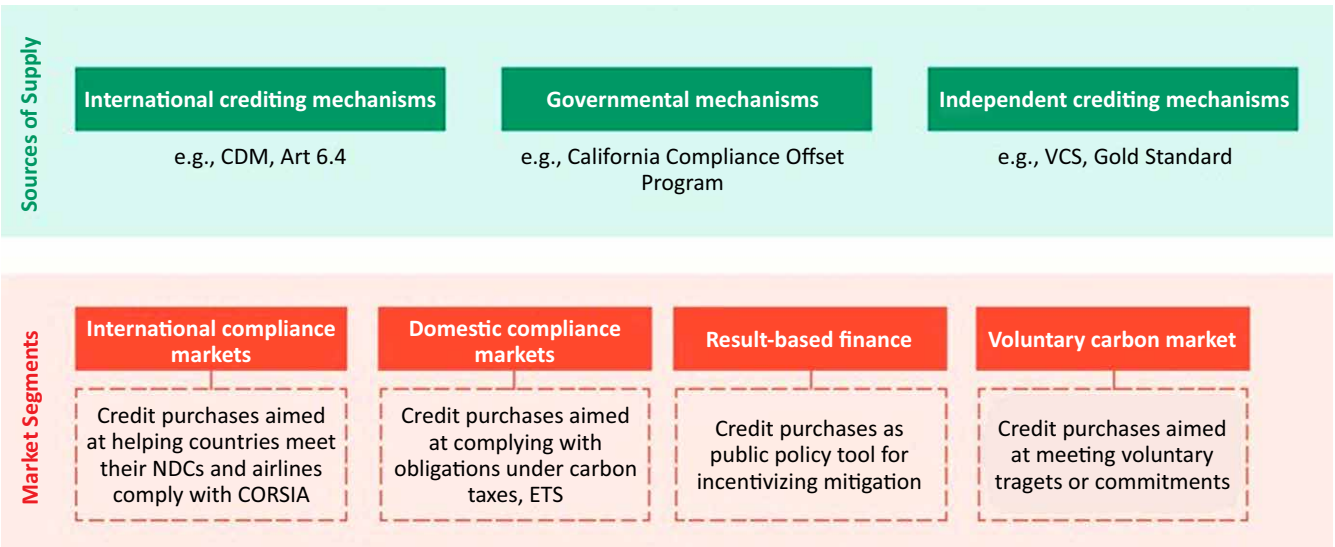 Sources of Supply
International crediting mechanisms
e.g., CDM, Art 6.4
Governmental mechanisms
e.g., California Compliance Offset
Program
Independent crediting mechanisms
e.g., VCS, Gold Standard
Market Segments
International compliance
markets
Credit purchases aimed
at helping countries meet
their NDCs and airlines
comply with CORSIA
Domestic compliance
markets
Credit purchases aimed
at complying with
obligations under carbon
taxes, ETS
Result-based finance
Credit purchases as
public policy tool for
incentivizing mitigation
Voluntary carbon market
Credit purchases aimed
at meeting voluntary
tragets or commitments